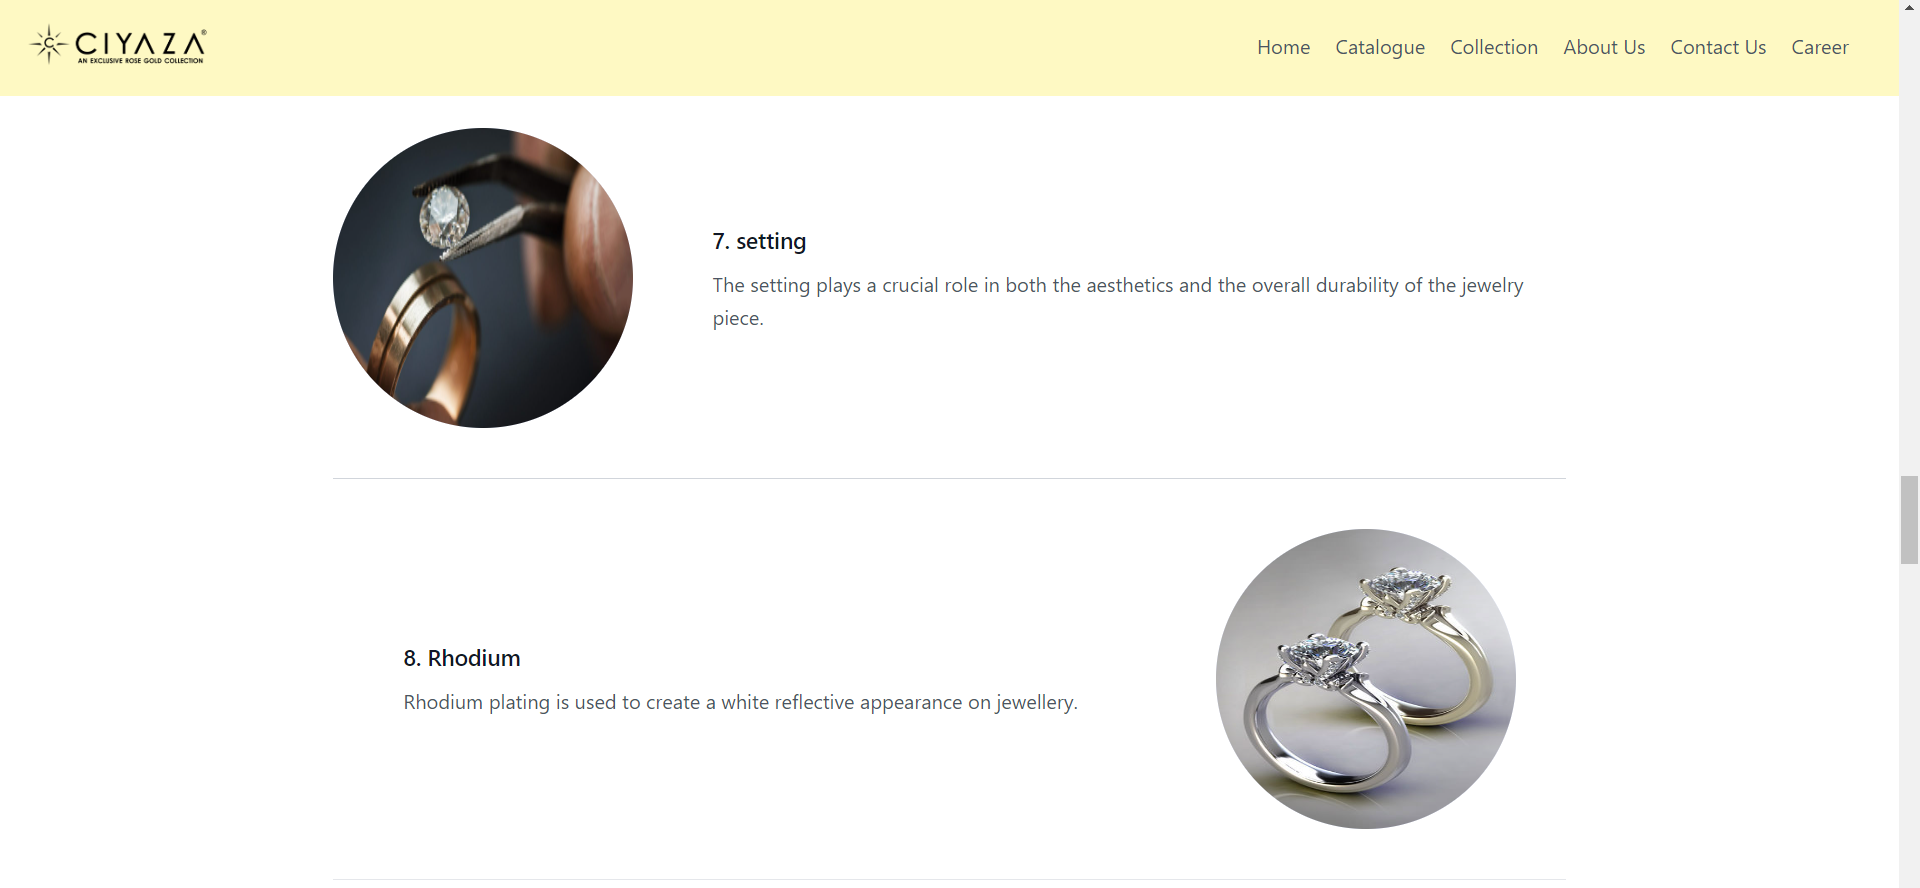 CIYAZA®
AN EXCLUSIVE ROSE GOLD COLLECTION
Home Catalogue Collection About Us Contact Us Career
7. setting
The setting plays a crucial role in both the aesthetics and the overall durability of the jewelry
piece.
8. Rhodium
Rhodium plating is used to create a white reflective appearance on jewellery.